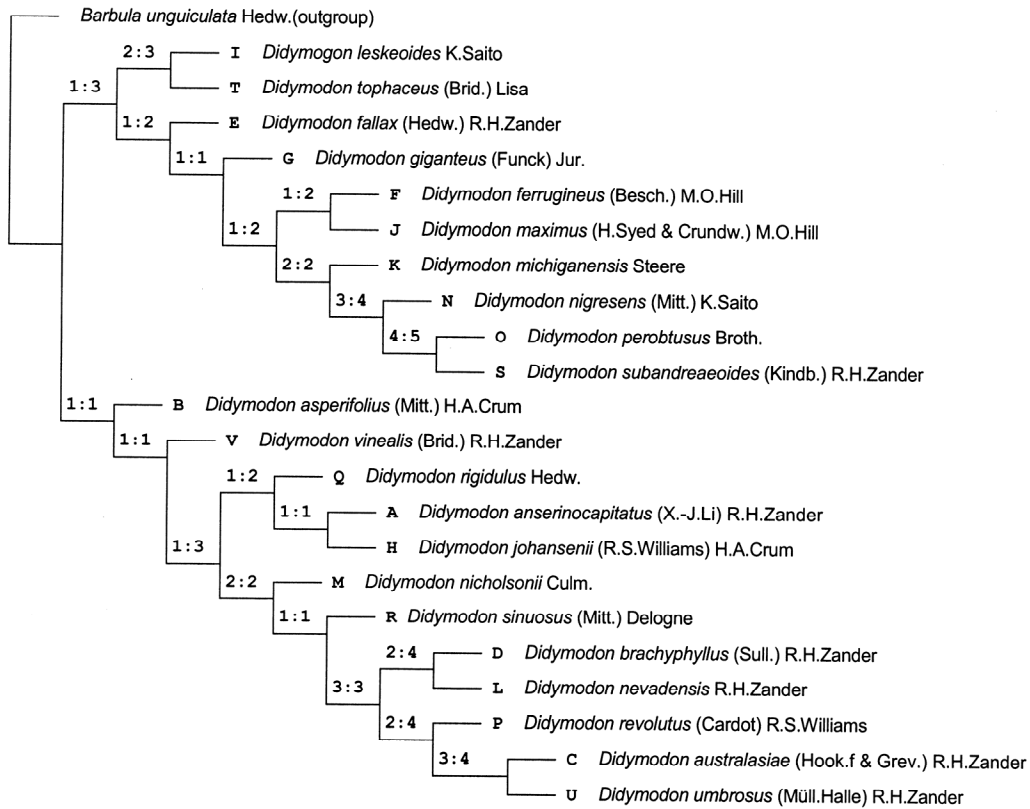 Barbula unguiculata Hedw.(outgroup)
2:3 I Didymogon leskeoides K.Saito
1:3 T Didymodon tophaceus (Brid.) Lisa
1:2 E Didymodon fallax (Hedw.) R.H.Zander
1:1 G Didymodon giganteus (Funck) Jur.
1:2 F Didymodon ferrugineus (Besch.) M.O.Hill
1:2 J Didymodon maximus (H.Syed & Crundw.) M.O.Hill
2:2 K Didymodon michiganensis Steere
3:4 N Didymodon nigresens (Mitt.) K.Saito
4:5 O Didymodon perobtusus Broth.
S Didymodon subandreaeoides (Kindb.) R.H.Zander
1:1 B Didymodon asperifolius (Mitt.) H.A.Crum
1:1 V Didymodon vinealis (Brid.) R.H.Zander
1:2 Q Didymodon rigidulus Hedw.
1:1 A Didymodon anserinocapitatus (X.-J.Li) R.H.Zander
1:3 H Didymodon johansenii (R.S.Williams) H.A.Crum
2:2 M Didymodon nicholsonii Culm.
1:1 R Didymodon sinuosus (Mitt.) Delogne
2:4 D Didymodon brachyphyllus (Sull.) R.H.Zander
3:3 L Didymodon nevadensis R.H.Zander
2:4 P Didymodon revolutus (Cardot) R.S.Williams
3:4 C Didymodon australasiae (Hook.f & Grev.) R.H.Zander
U Didymodon umbrosus (Müll.Halle) R.H.Zander